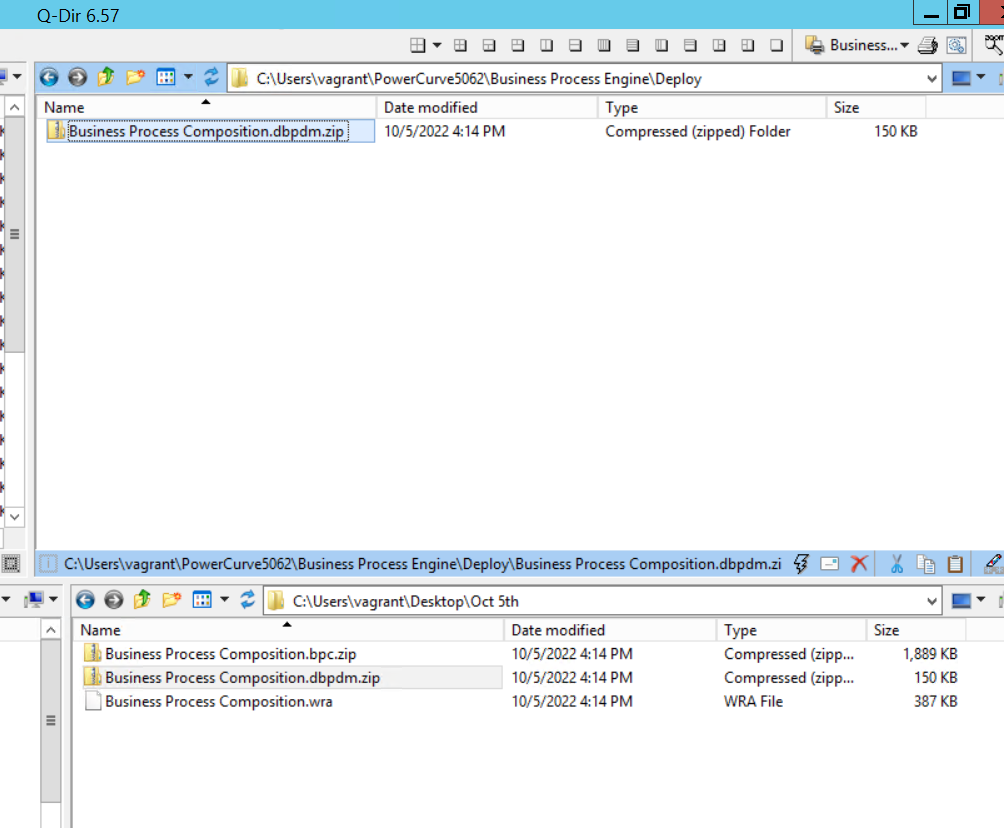 Q-Dir 6.57
Business...
C:\Users\vagrant\PowerCurve5062\Business Process Engine\Deploy
Name Date modified Type Size
Business Process Composition.dbpdm.zip 10/5/2022 4:14 PM Compressed (zipped) Folder 150 KB
C:\Users\vagrant\PowerCurve5062\Business Process Engine\Deploy\Business Process Composition.dbpdm.zi
C:\Users\vagrant\Desktop\Oct 5th
Name Date modified Type Size
Business Process Composition.bpc.zip 10/5/2022 4:14 PM Compressed (zipp... 1,889 KB
Business Process Composition.dbpdm.zip 10/5/2022 4:14 PM Compressed (zipp... 150 KB
Business Process Composition.wra 10/5/2022 4:14 PM WRA File 387 KB